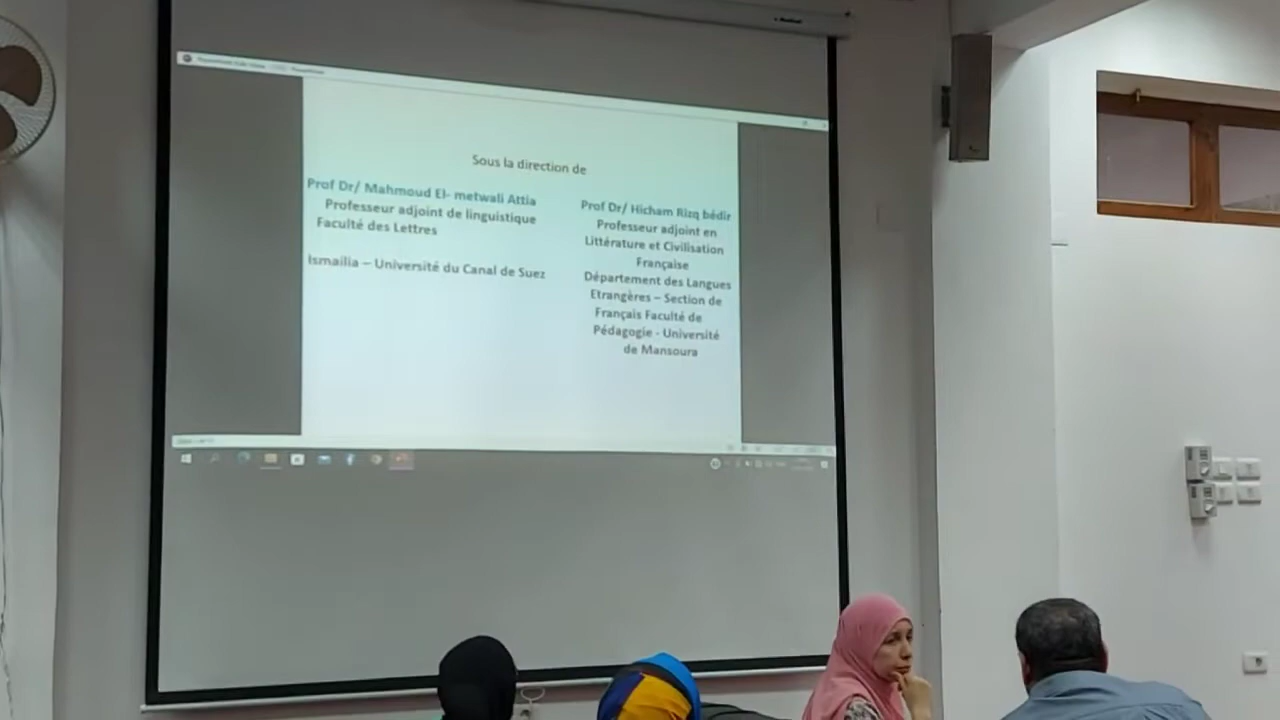 Sous la direction de
Prof Dr/ Mahmoud El- metwali Attia
Professeur adjoint de linguistique
Faculté des Lettres
Ismailia – Université du Canal de Suez
Prof Dr/ Hicham Rizq bédir
Professeur adjoint en
Littérature et Civilisation
Française
Département des Langues
Etrangères – Section de
Français Faculté de
Pédagogie - Université
de Mansoura